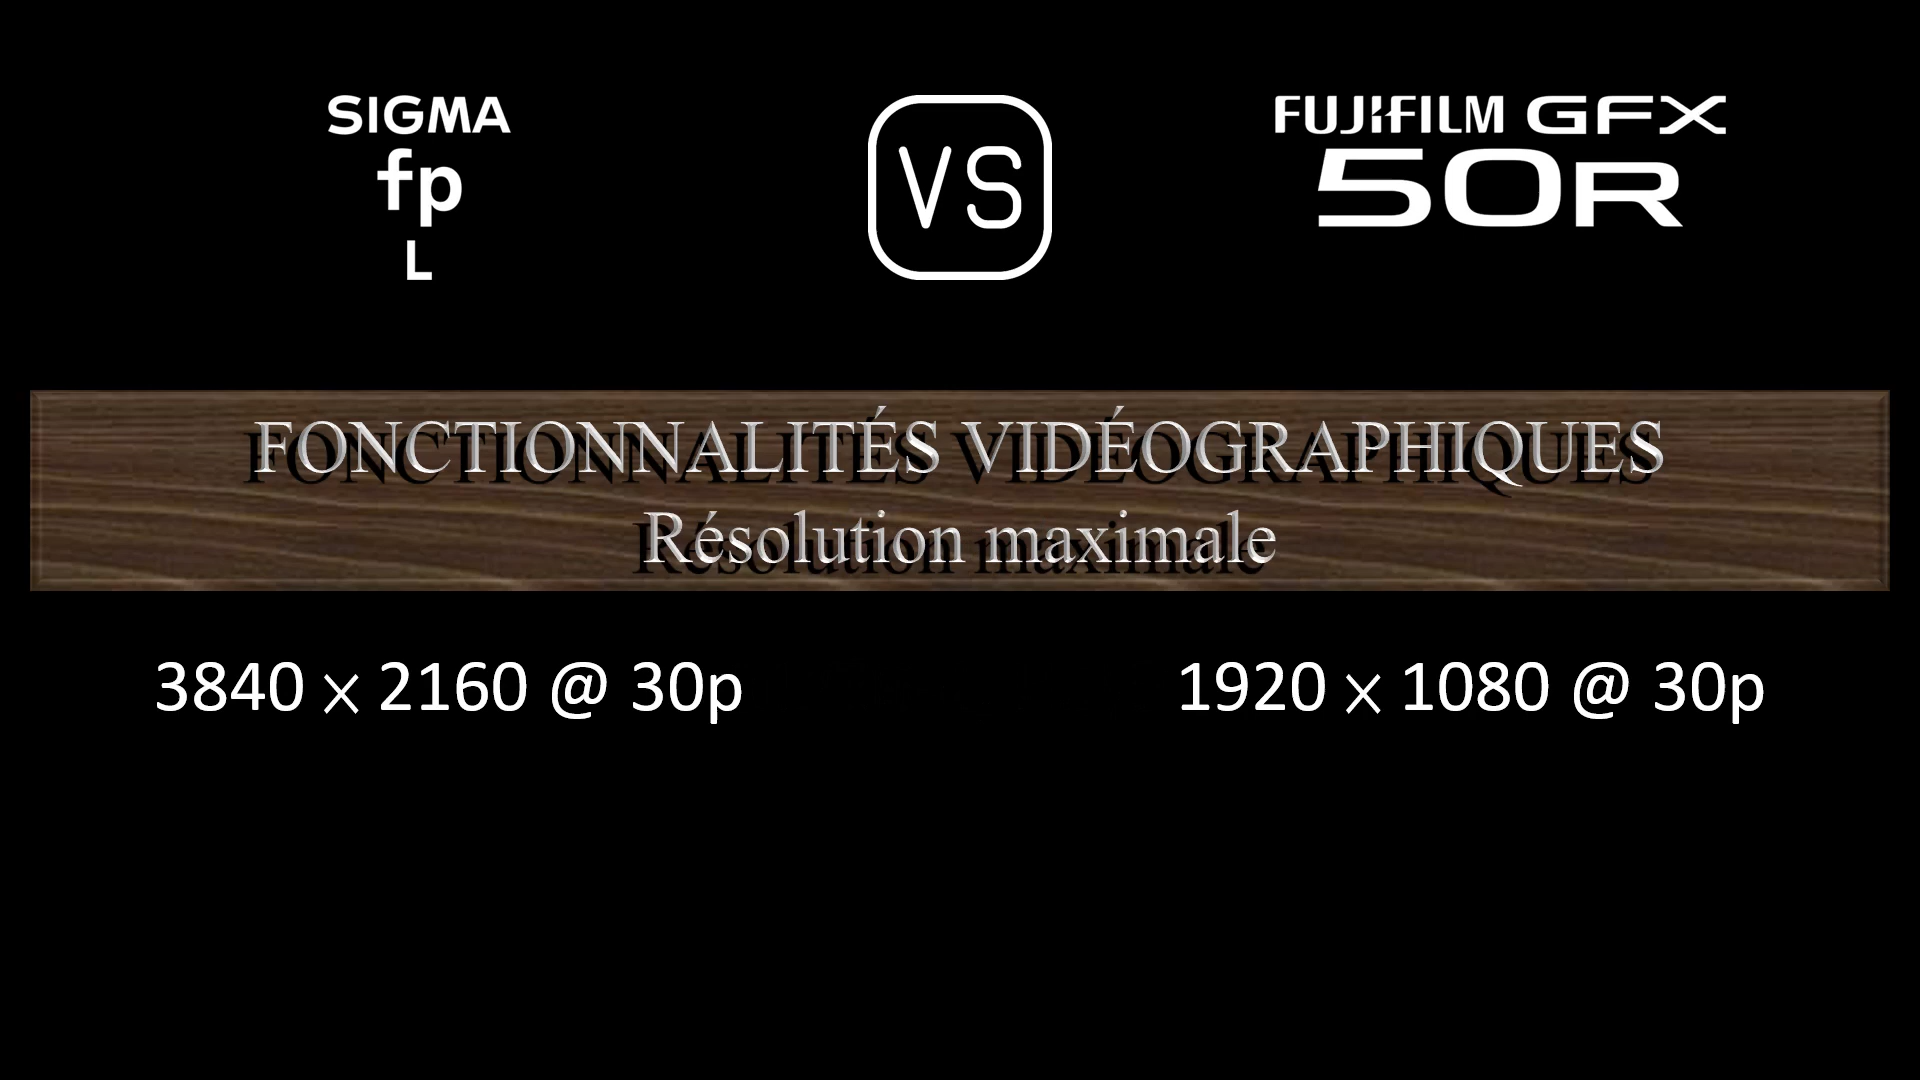 SIGMA
fp
L
VS
FUJIFILM GFX
50R
FONCTIONNALITÉS VIDÉOGRAPHIQUES
Résolution maximale
3840 x 2160 @ 30p
1920 x 1080 @ 30p